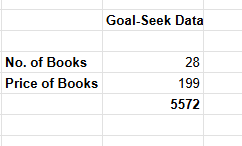 Goal-Seek Data
No. of Books 28
Price of Books 199
5572